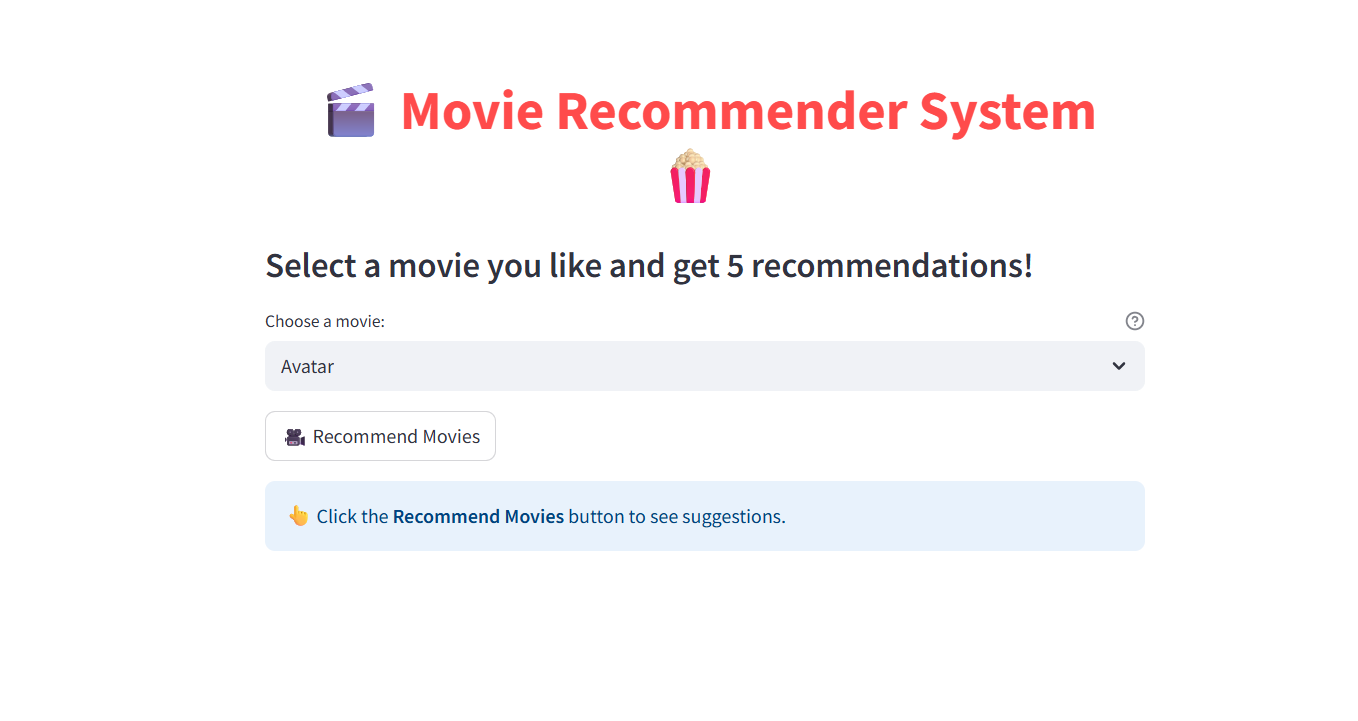 🎬 Movie Recommender System
🍿
Select a movie you like and get 5 recommendations!
Choose a movie:
Avatar
🎥 Recommend Movies
👆 Click the Recommend Movies button to see suggestions.